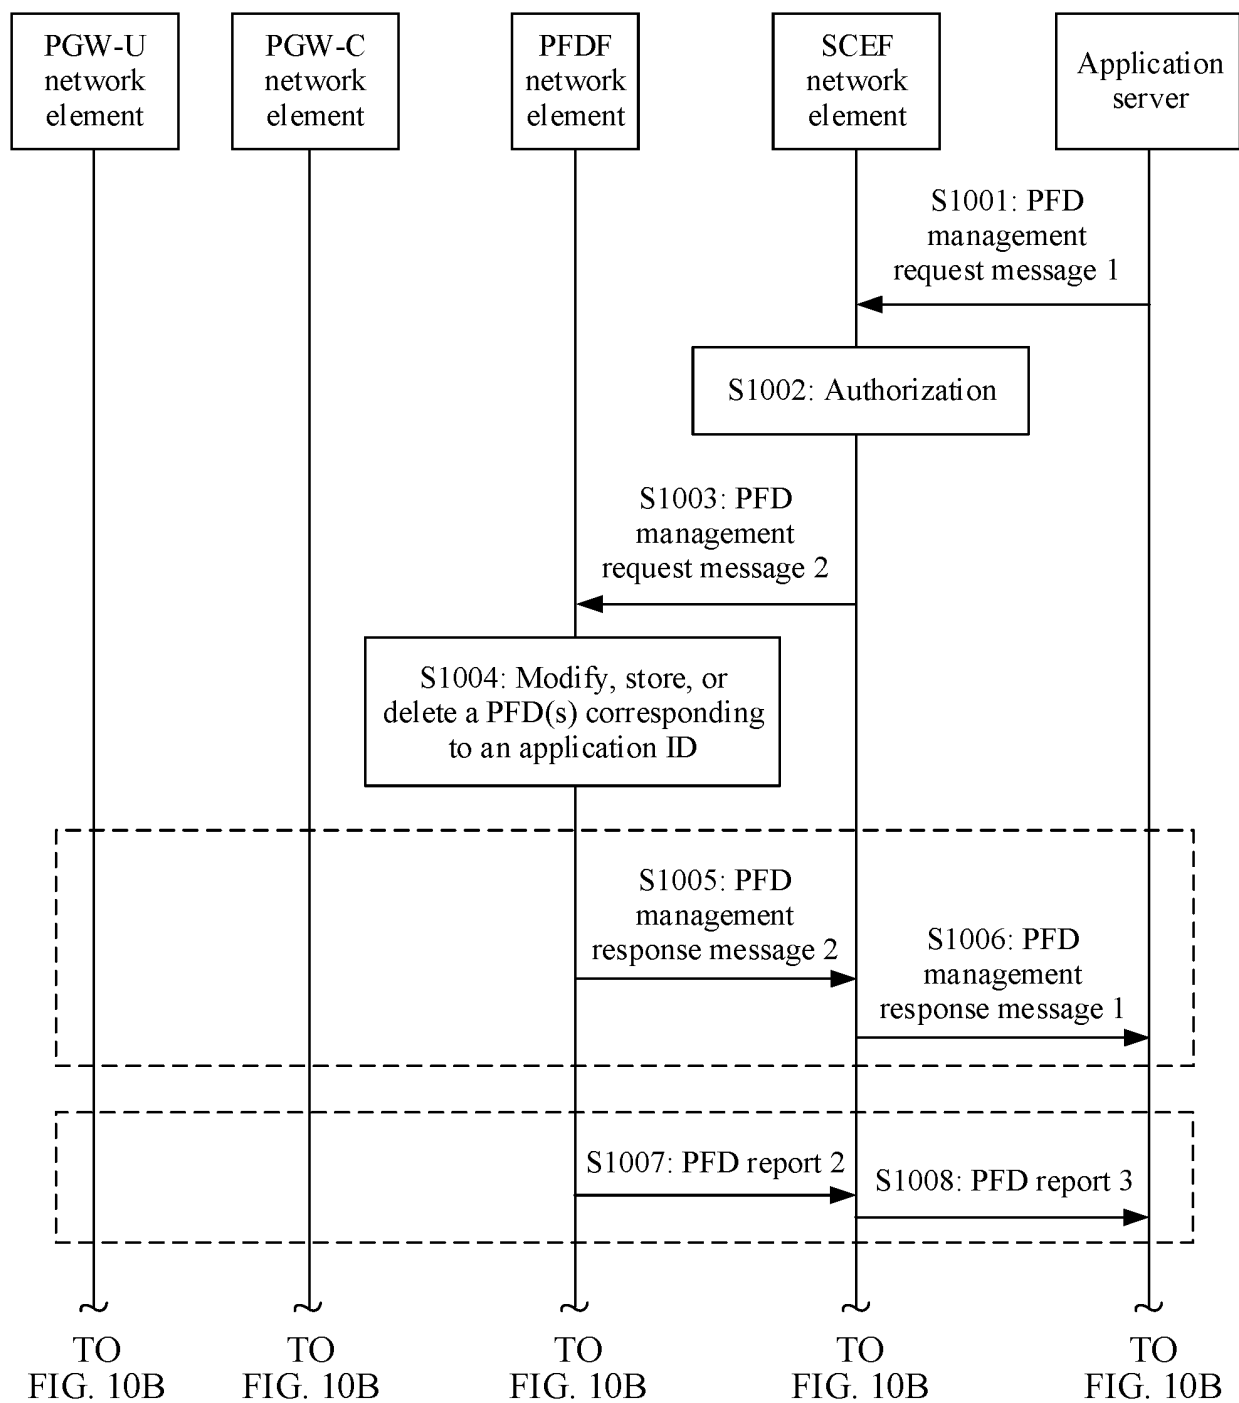 PGW-U
network
element
PGW-C
network
element
PFDF
network
element
SCEF
network
element
Application
server
S1001: PFD
management
request message 1
S1002: Authorization
S1003: PFD
management
request message 2
S1004: Modify, store, or
delete a PFD(s) corresponding
to an application ID
S1005: PFD
management
response message 2
S1006: PFD
management
response message 1
S1007: PFD report 2
S1008: PFD report 3
TO
FIG. 10B
TO
FIG. 10B
TO
FIG. 10B
TO
FIG. 10B
TO
FIG. 10B